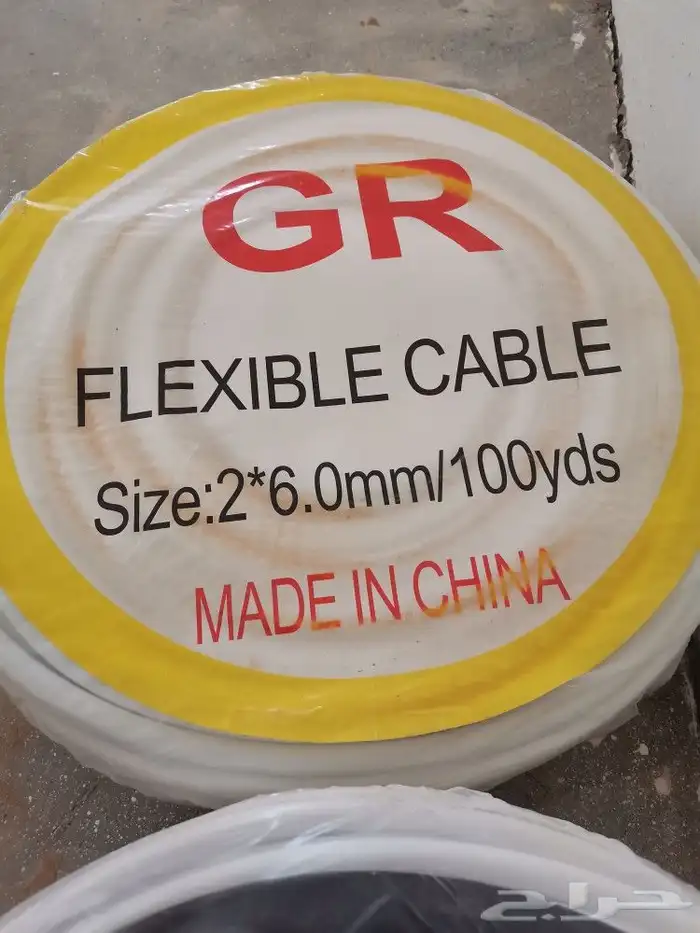 GR
FLEXIBLE CABLE
Size:2*6.0mm/100yds
MADE IN CHINA
حراج